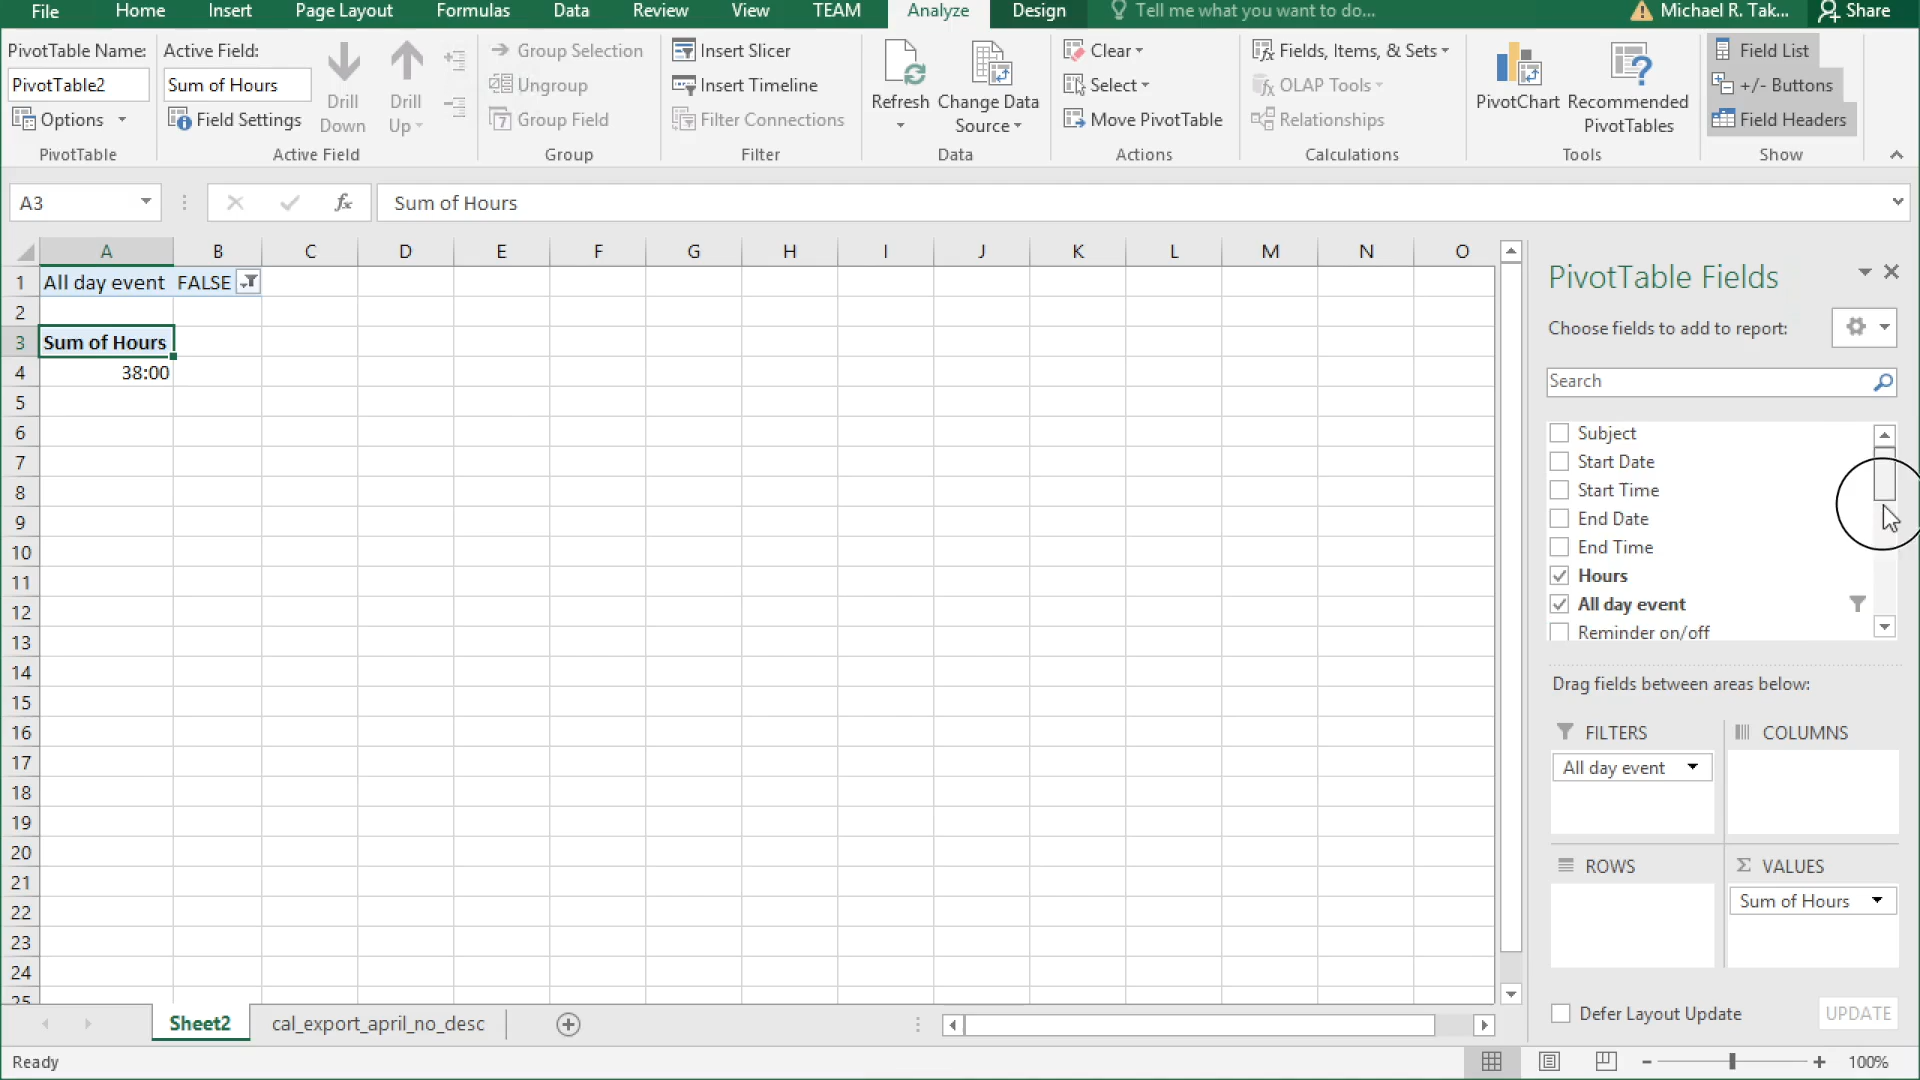 File Home Insert Page Layout Formulas Data Review View TEAM Analyze Design Tell me what you want to do... Michael R. Tak... Share
PivotTable Name: Active Field: Group Selection Insert Slicer Clear Fields, Items, & Sets Field List
PivotTable2 Sum of Hours Ungroup Insert Timeline Select OLAP Tools +/- Buttons
Drill Drill Refresh Change Data PivotChart Recommended
Options Field Settings Down Up Group Field Filter Connections Source Move PivotTable Relationships PivotTables Field Headers
PivotTable Active Field Group Filter Data Actions Calculations Tools Show
A3 fx Sum of Hours
A B C D E F G H I J K L M N O
1 All day event FALSE
2
3 Sum of Hours
4 38:00
5
6
7
8
9
10
11
12
13
14
15
16
17
18
19
20
21
22
23
24
25
PivotTable Fields
Choose fields to add to report:
Search
Subject
Start Date
Start Time
End Date
End Time
Hours
All day event
Reminder on/off
Drag fields between areas below:
FILTERS COLUMNS
All day event
ROWS Σ VALUES
Sum of Hours
Defer Layout Update UPDATE
Sheet2 cal_export_april_no_desc
Ready 100%